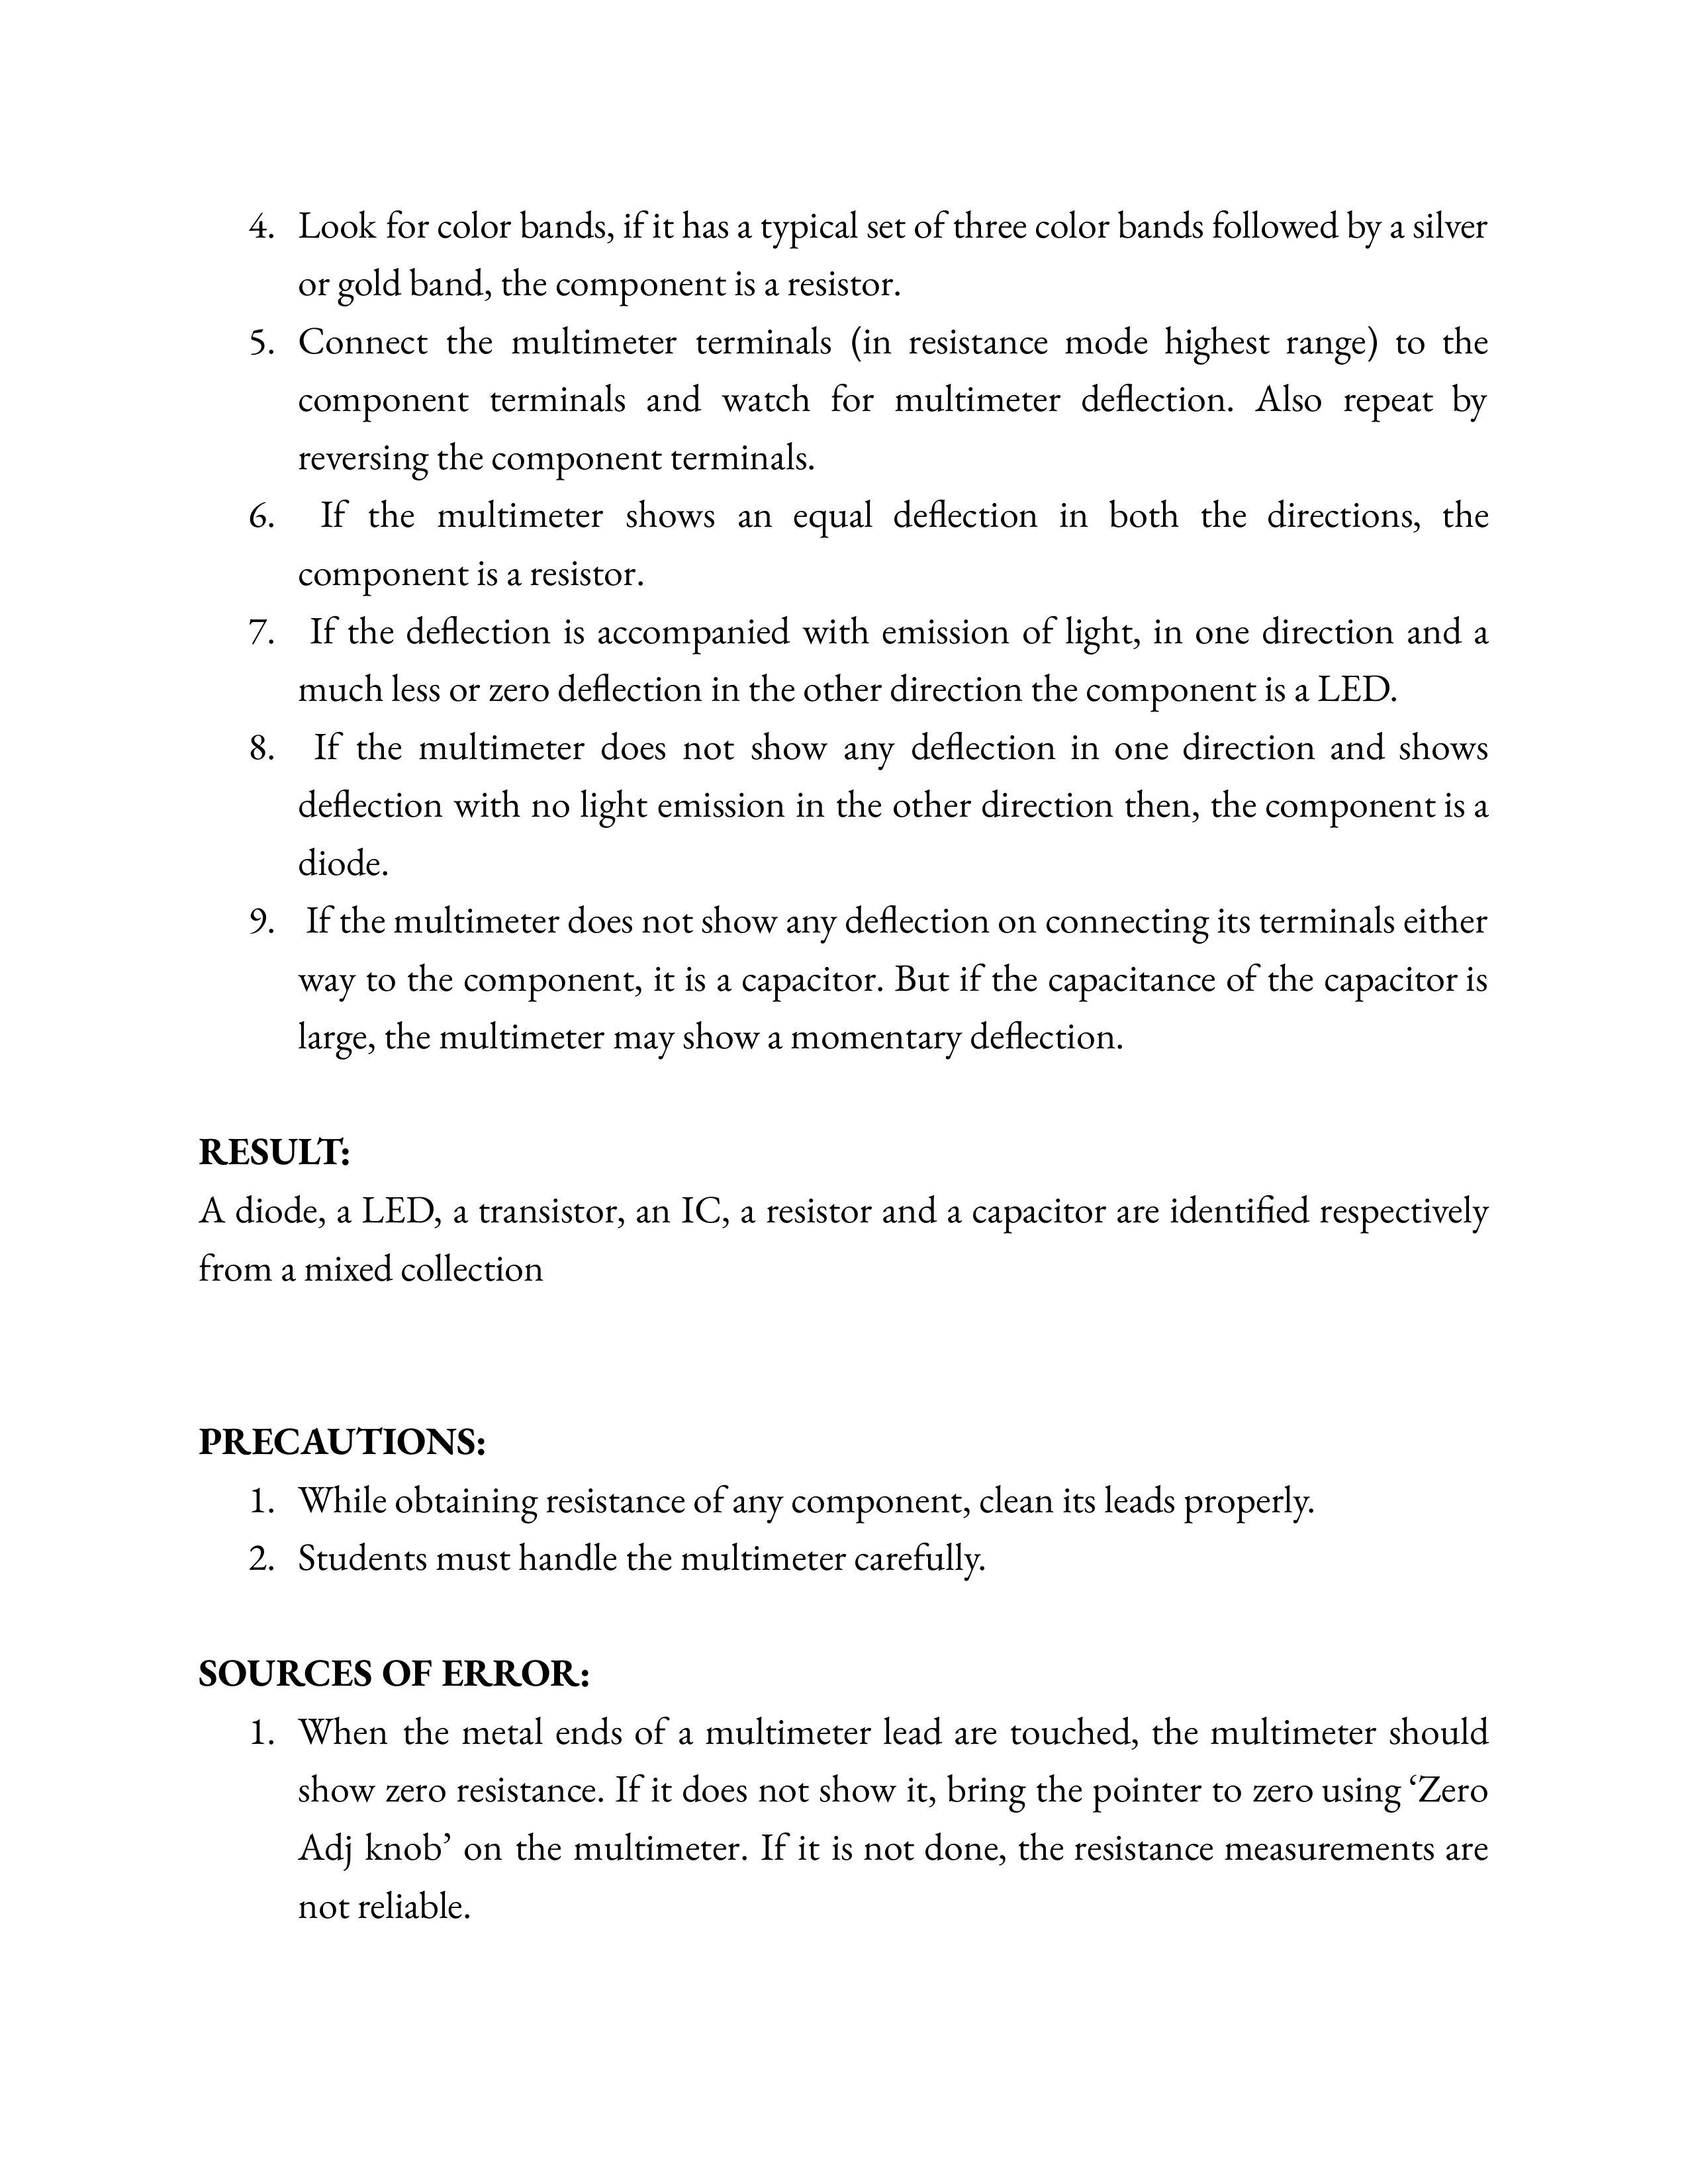 4. Look for color bands, if it has a typical set of three color bands followed by a silver
or gold band, the component is a resistor.
5. Connect the multimeter terminals (in resistance mode highest range) to the
component terminals and watch for multimeter deflection. Also repeat by
reversing the component terminals.
6. If the multimeter shows an equal deflection in both the directions, the
component is a resistor.
7. If the deflection is accompanied with emission of light, in one direction and a
much less or zero deflection in the other direction the component is a LED.
8. If the multimeter does not show any deflection in one direction and shows
deflection with no light emission in the other direction then, the component is a
diode.
9. If the multimeter does not show any deflection on connecting its terminals either
way to the component, it is a capacitor. But if the capacitance of the capacitor is
large, the multimeter may show a momentary deflection.
RESULT:
A diode, a LED, a transistor, an IC, a resistor and a capacitor are identified respectively
from a mixed collection
PRECAUTIONS:
1. While obtaining resistance of any component, clean its leads properly.
2. Students must handle the multimeter carefully.
SOURCES OF ERROR:
1. When the metal ends of a multimeter lead are touched, the multimeter should
show zero resistance. If it does not show it, bring the pointer to zero using ‘Zero
Adj knob’ on the multimeter. If it is not done, the resistance measurements are
not reliable.